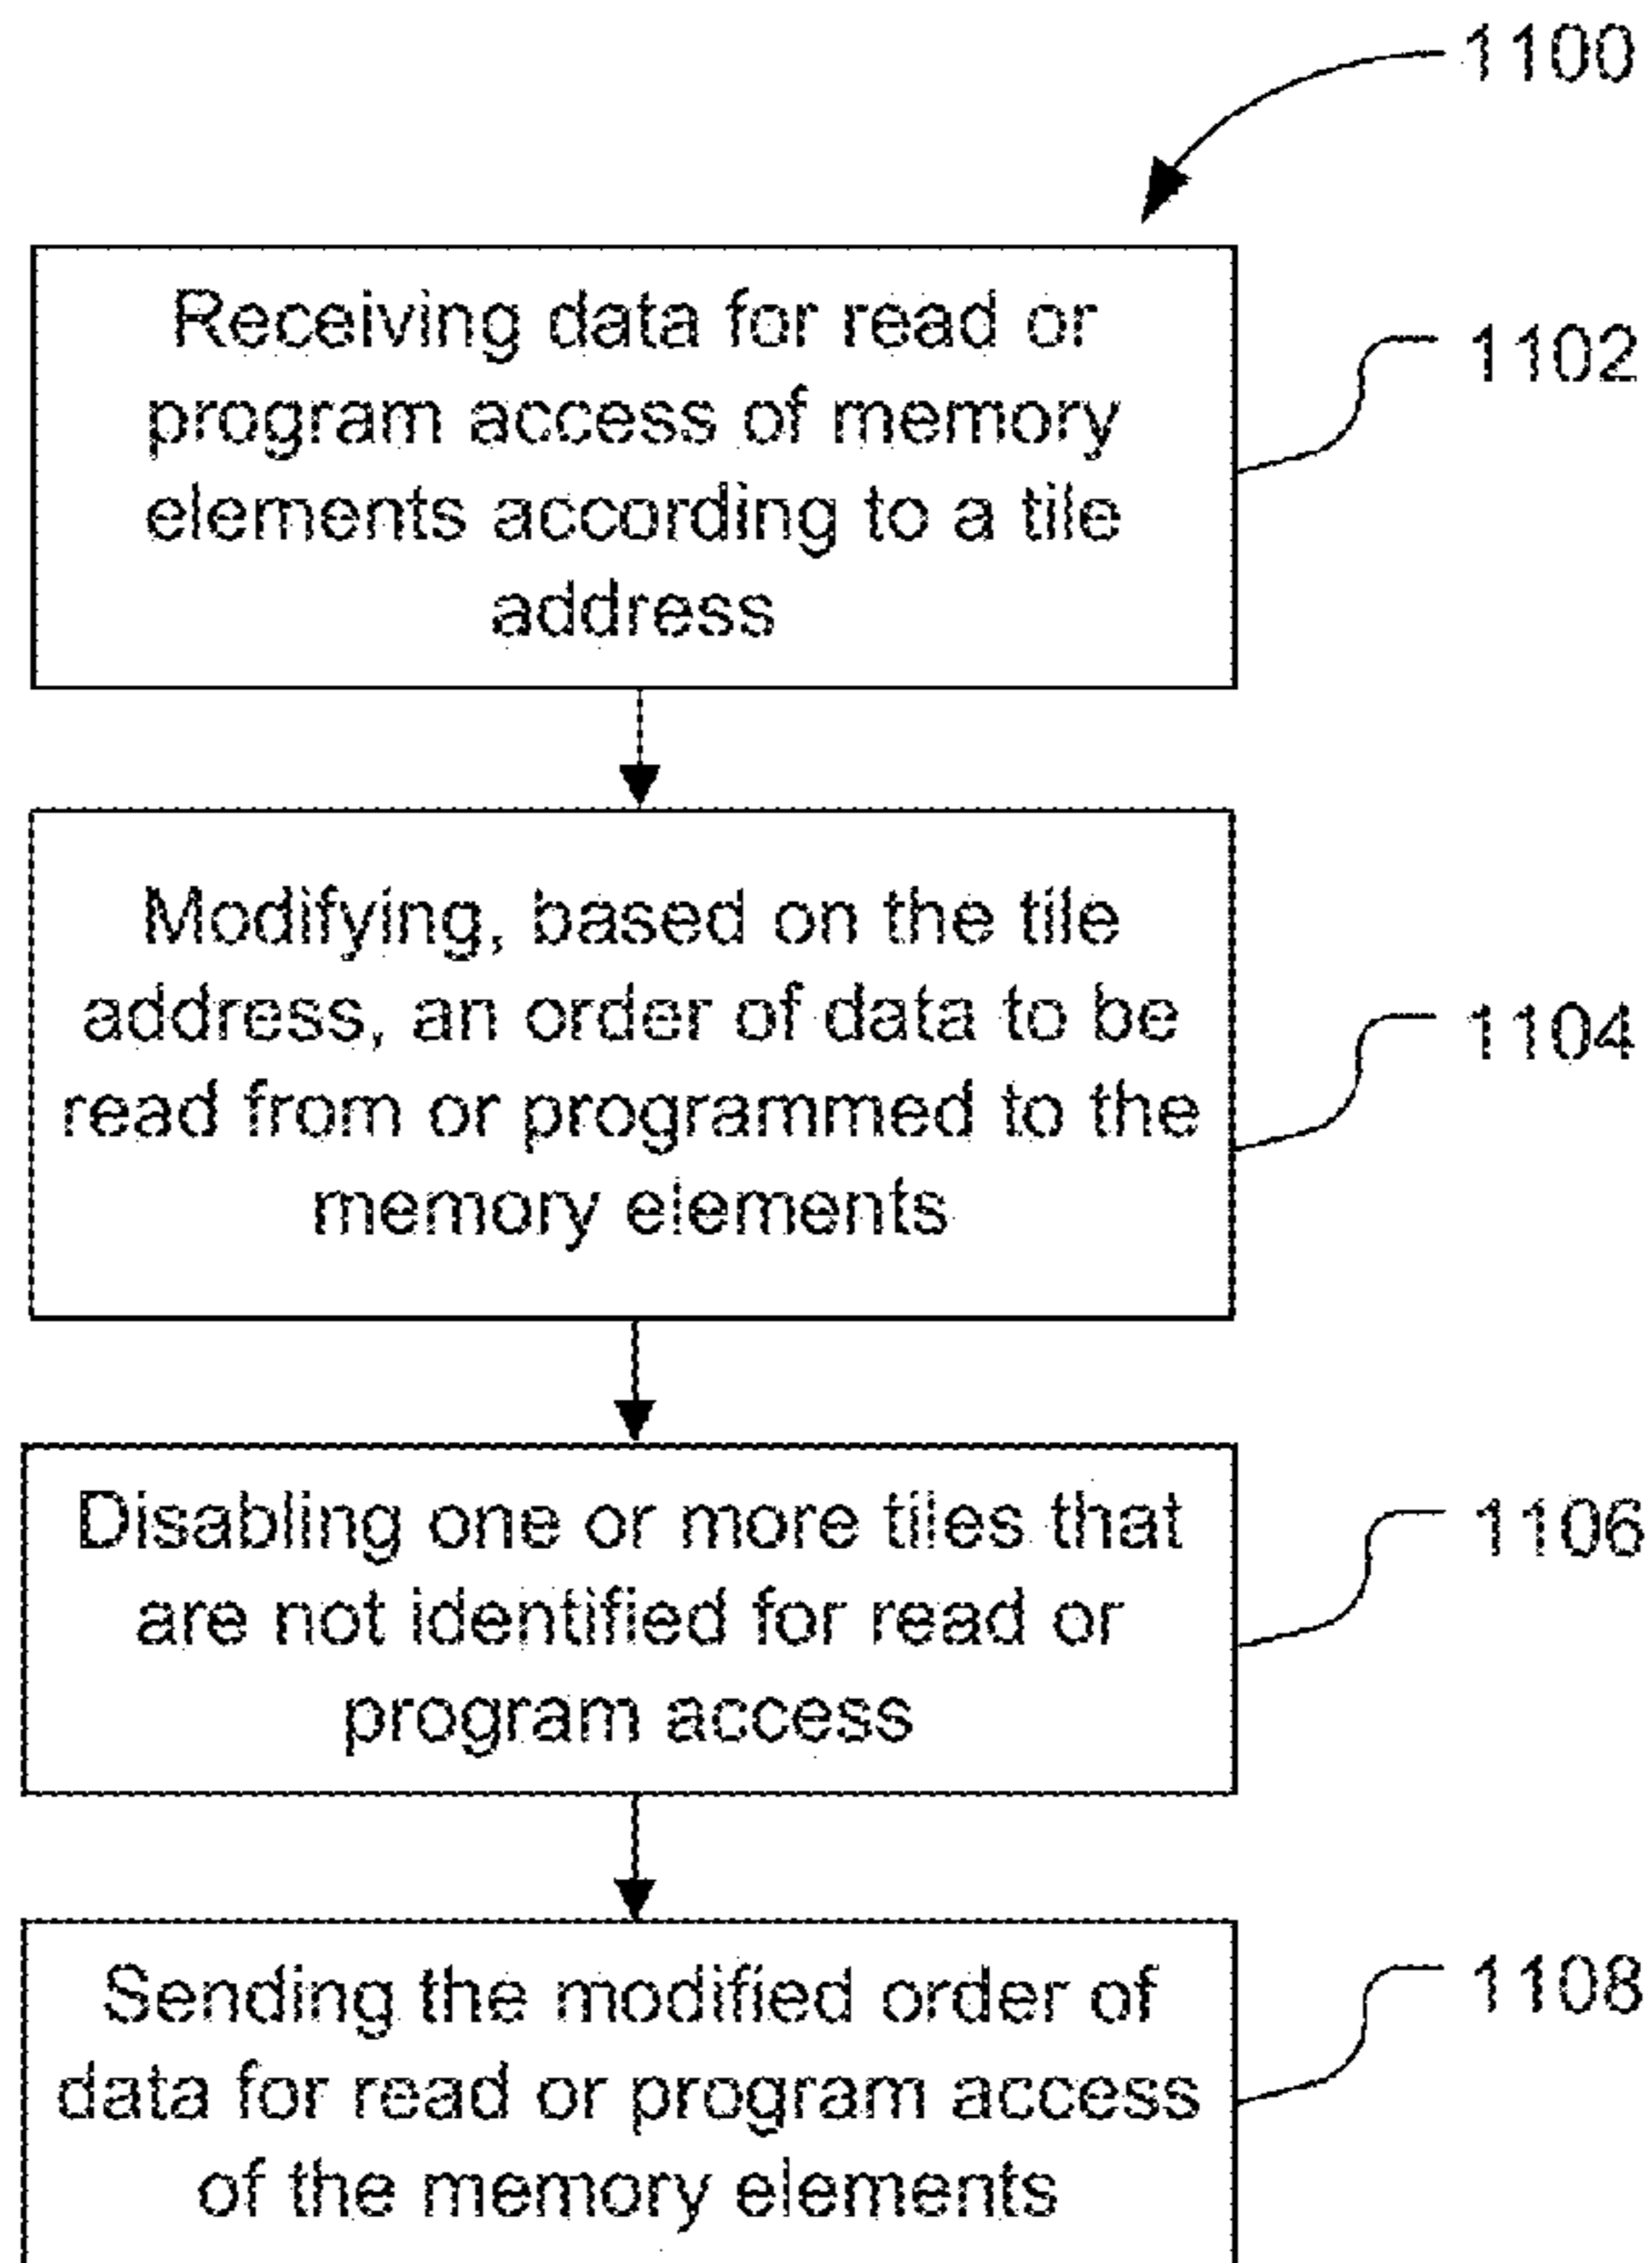 1100
Receiving data for read or
program access of memory
elements according to a tile
address
1102
Modifying, based on the tile
address, an order of data to be
read from or programmed to the
memory elements
1104
Disabling one or more tiles that
are not identified for read or
program access
1106
Sending the modified order of
data for read or program access
of the memory elements
1108